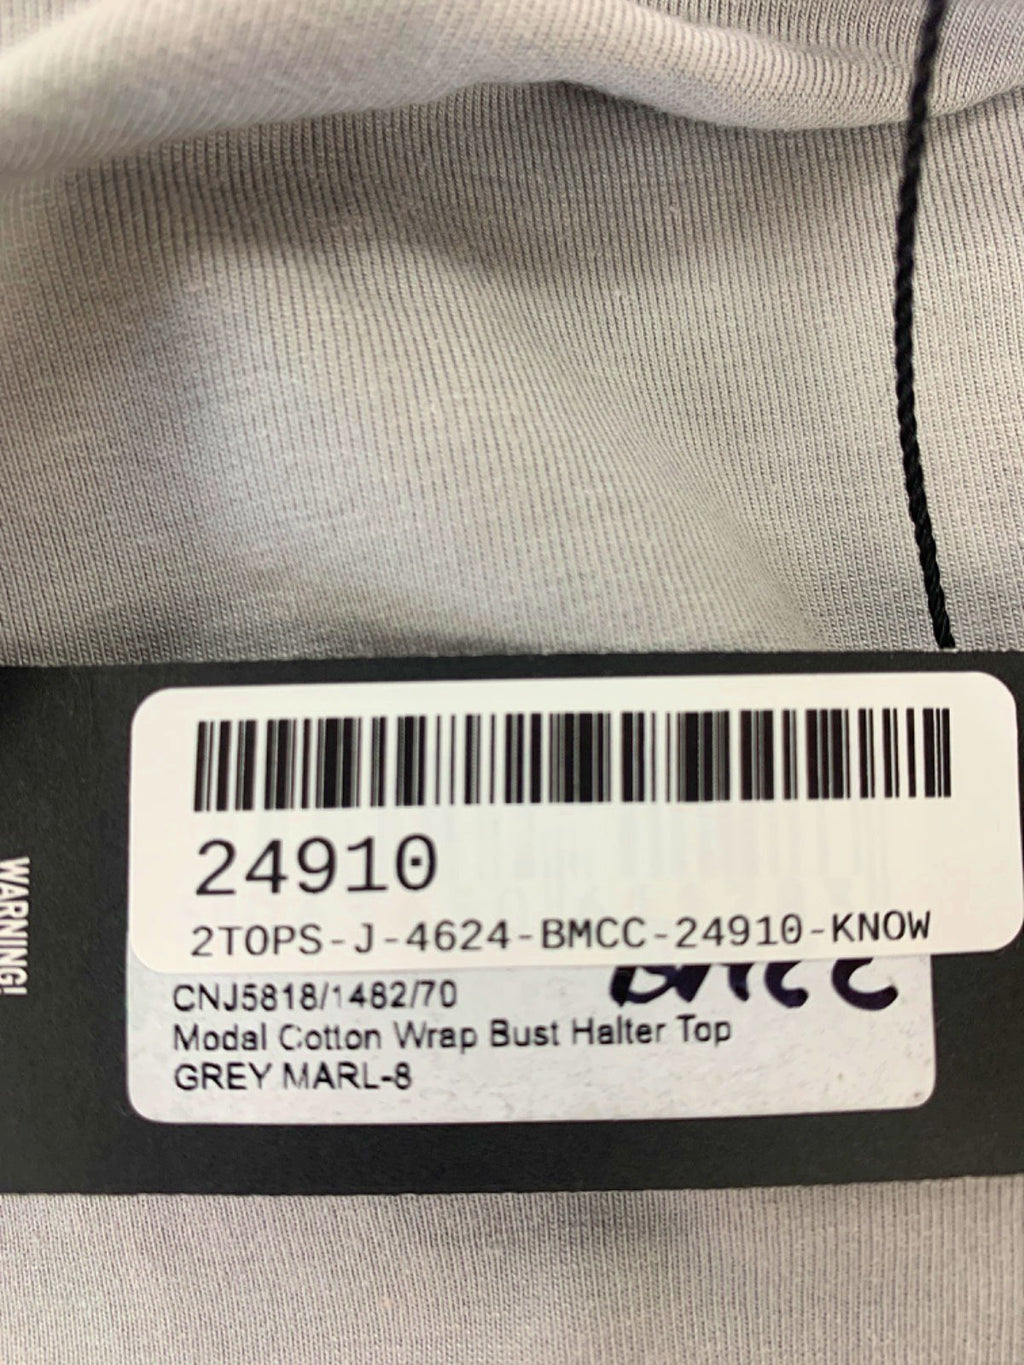 24910
2TOPS-J-4624-BMCC-24910-KNOW
BMCC
CNJ5818/1482/70
Modal Cotton Wrap Bust Halter Top
GREY MARL-8
WARNING!